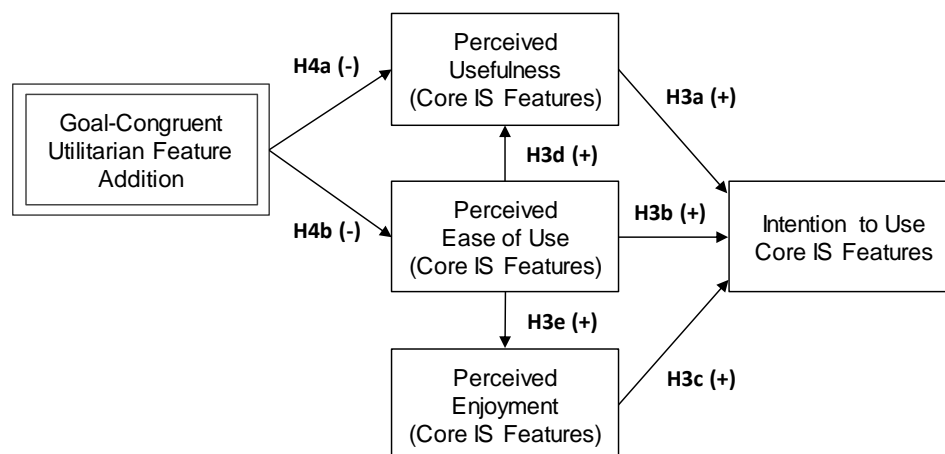 Perceived
Usefulness
(Core IS Features)
H4a (-)
H3a (+)
Goal-Congruent
Utilitarian Feature
Addition
H3d (+)
Perceived
Ease of Use
(Core IS Features)
H4b (-)
H3b (+)
Intention to Use
Core IS Features
H3e (+)
Perceived
Enjoyment
(Core IS Features)
H3c (+)